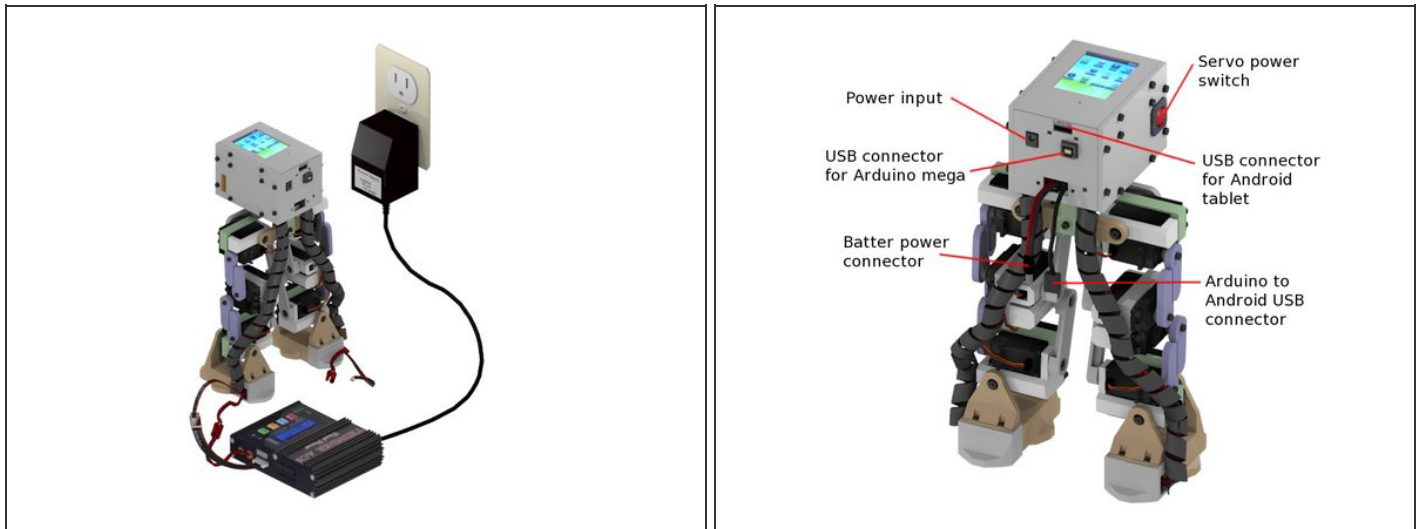 Servo power
switch
Power input
USB connector
for Arduino mega
USB connector
for Android
tablet
Batter power
connector
Arduino to
Android USB
connector